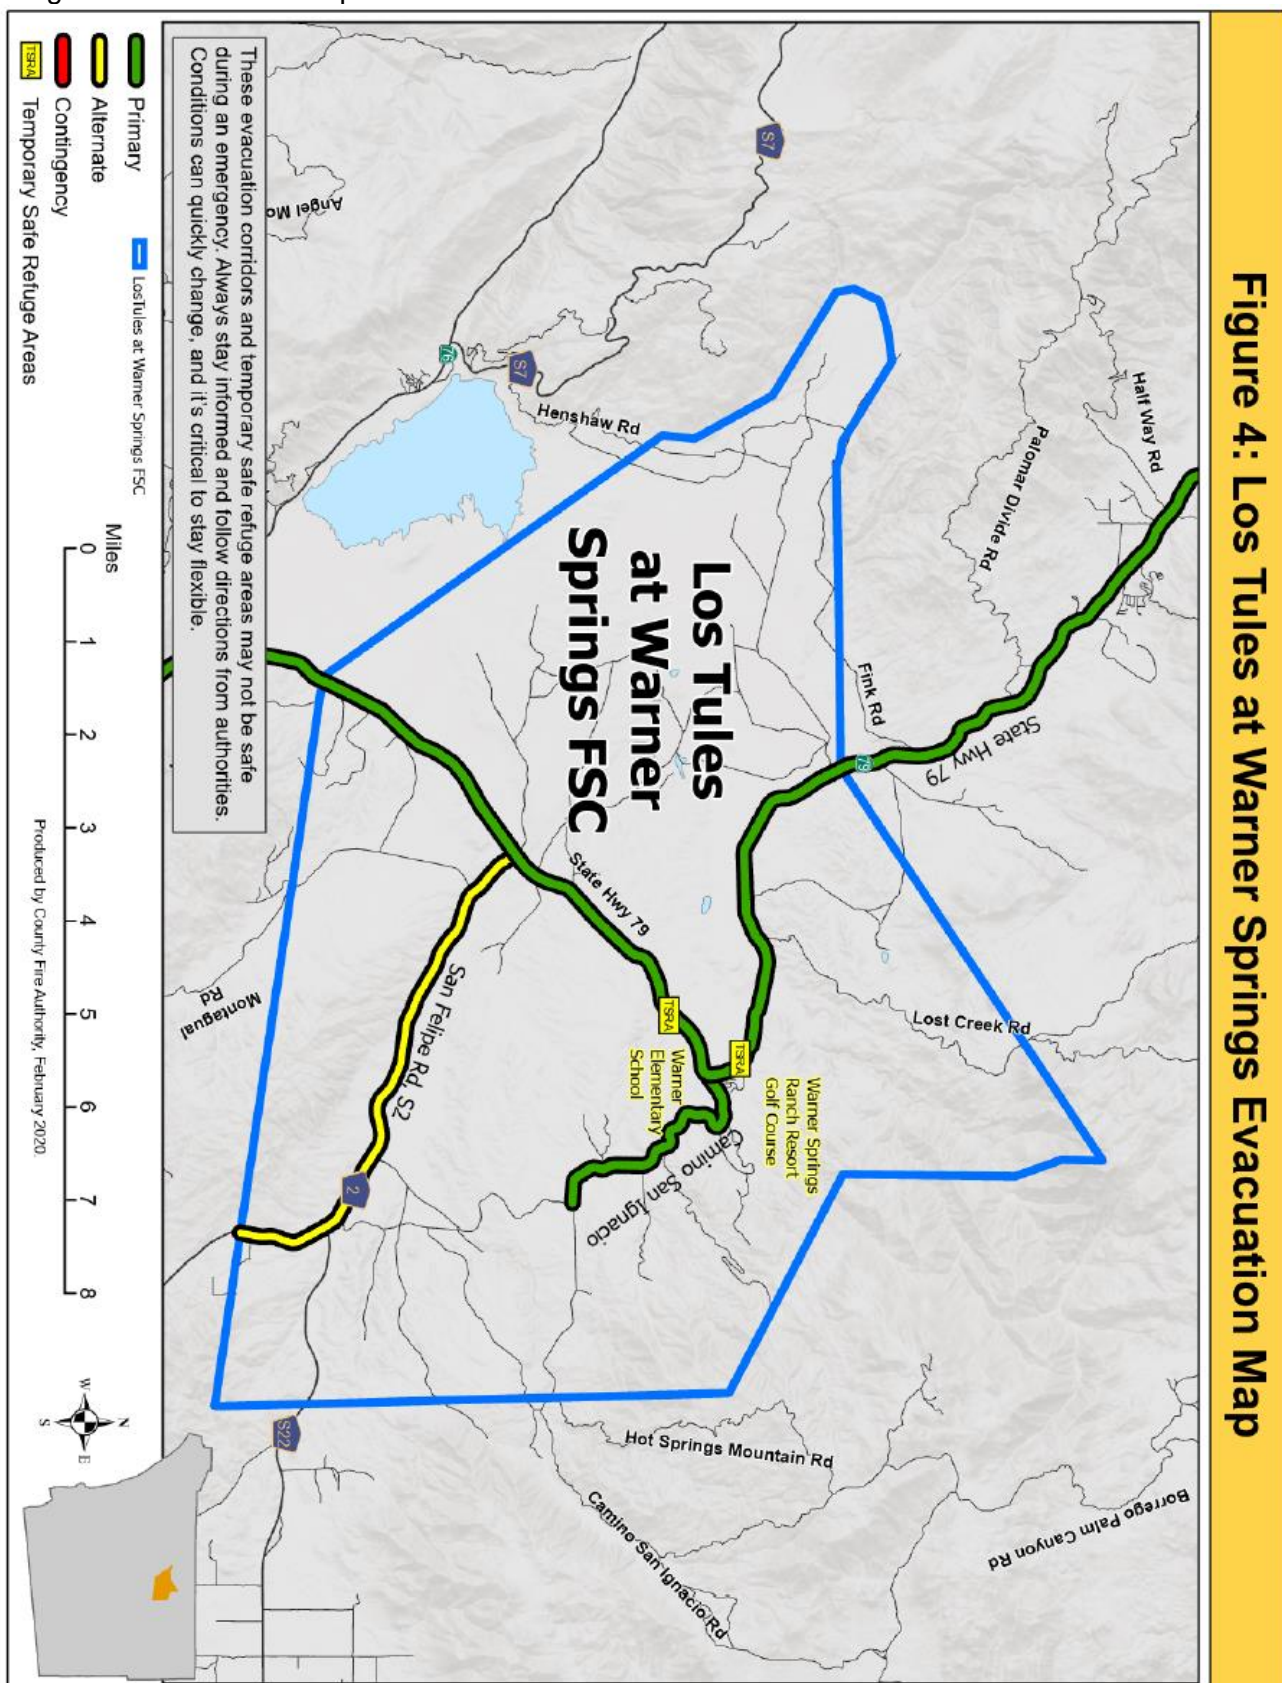 Figure 4: Los Tules at Warner Springs Evacuation Map
Half Way Rd
Palomar Divide Rd
State Hwy 79
79
Fink Rd
Lost Creek Rd
Borrego Palm Canyon Rd
S7
S7
Henshaw Rd
76
Angel Mo
Los Tules
at Warner
Springs FSC
State Hwy 79
TSRA
TSRA
Warner Springs
Ranch Resort
Golf Course
Warner
Elementary
School
Camino San Ignacio
San Felipe Rd, S2
2
Montagual
Rd
Hot Springs Mountain Rd
Camino San Ignacio Rd
S22
These evacuation corridors and temporary safe refuge areas may not be safe
during an emergency. Always stay informed and follow directions from authorities.
Conditions can quickly change, and it's critical to stay flexible.
Primary
Alternate
Contingency
TSRA Temporary Safe Refuge Areas
LosTules at Warner Springs FSC
Miles
0 1 2 3 4 5 6 7 8
Produced by County Fire Authority, February 2020.
N
W
E
S